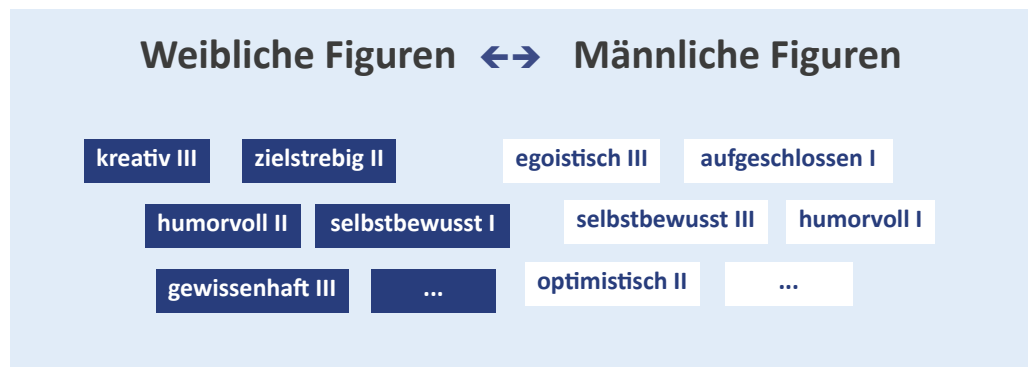 Weibliche Figuren ←→ Männliche Figuren
kreativ III zielstrebig II egoistisch III aufgeschlossen I
humorvoll II selbstbewusst I selbstbewusst III humorvoll I
gewissenhaft III ... optimistisch II ...